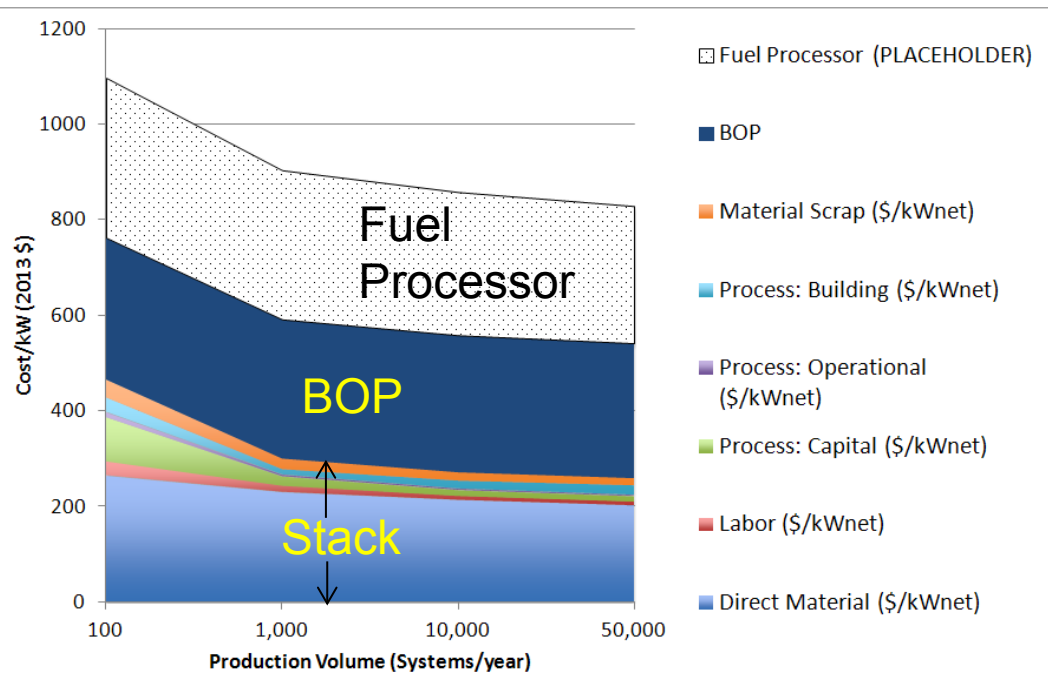 1200
1000
800
600
400
200
0
Cost/kW (2013 $)
100
1,000
10,000
50,000
Production Volume (Systems/year)
Fuel
Processor
BOP
Stack
Fuel Processor (PLACEHOLDER)
BOP
Material Scrap ($/kWnet)
Process: Building ($/kWnet)
Process: Operational
($/kWnet)
Process: Capital ($/kWnet)
Labor ($/kWnet)
Direct Material ($/kWnet)